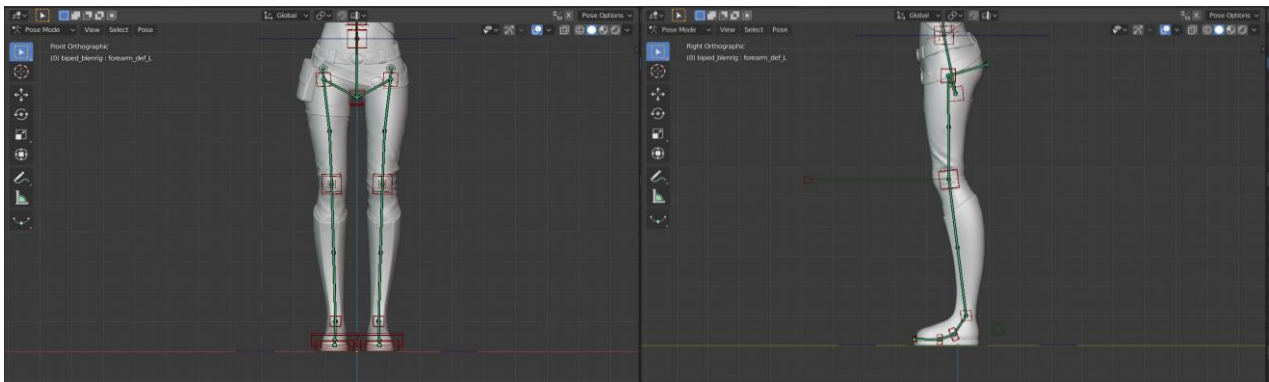 Global
Pose Options
Pose Mode View Select Pose
Front Orthographic
(0) biped_blenrig : forearm_def_L
Global
Pose Options
Pose Mode View Select Pose
Right Orthographic
(0) biped_blenrig : forearm_def_L